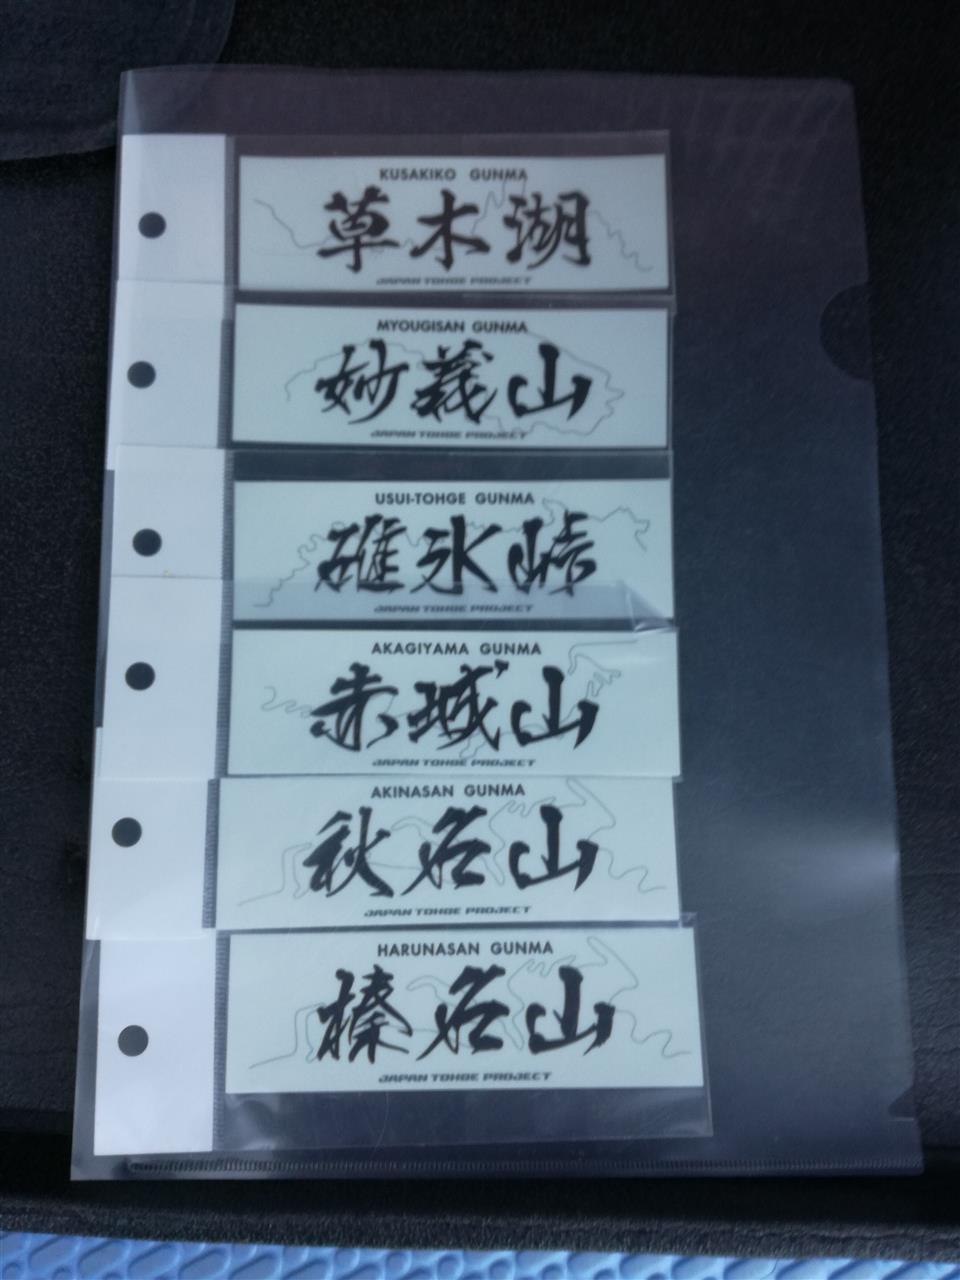 KUSAKIKO GUNMA
草木湖
JAPAN TOHGE PROJECT
MYOUGISAN GUNMA
妙義山
JAPAN TOHGE PROJECT
USUI-TOHGE GUNMA
碓氷峠
JAPAN TOHGE PROJECT
AKAGIYAMA GUNMA
赤城山
JAPAN TOHGE PROJECT
AKINASAN GUNMA
秋名山
JAPAN TOHGE PROJECT
HARUNASAN GUNMA
榛名山
JAPAN TOHGE PROJECT